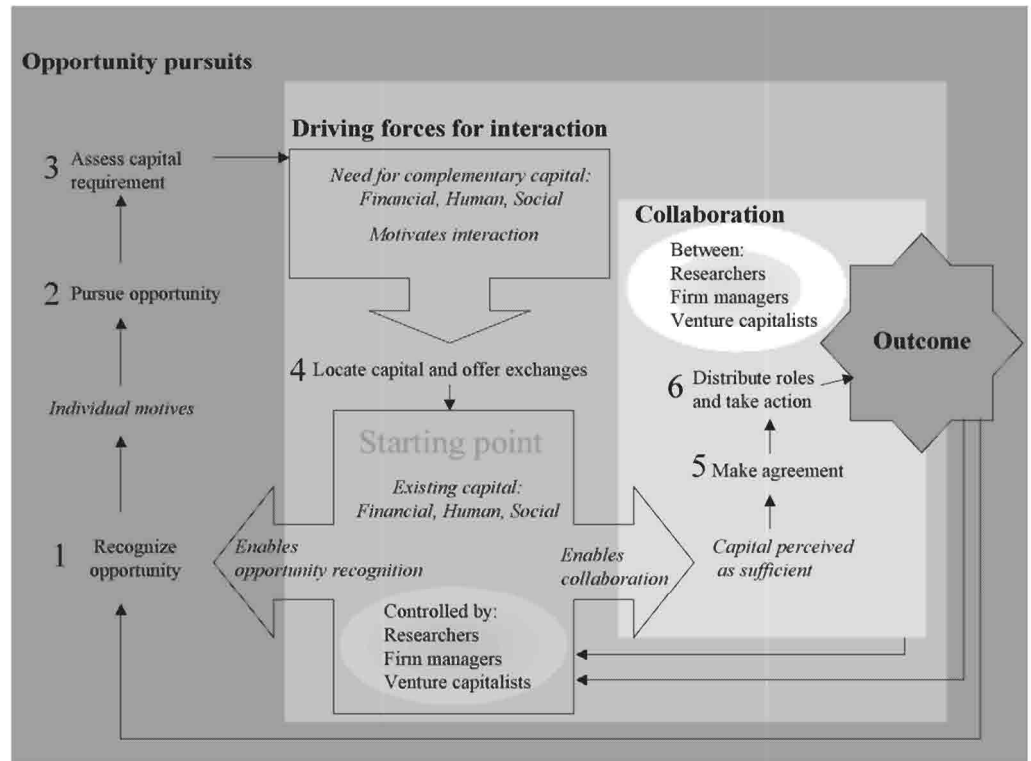 Opportunity pursuits
Driving forces for interaction
3 Assess capital
requirement
Need for complementary capital:
Financial, Human, Social
Motivates interaction
Collaboration
Between:
Researchers
Firm managers
Venture capitalists
2 Pursue opportunity
Outcome
4 Locate capital and offer exchanges
6 Distribute roles
and take action
Individual motives
Starting point
5 Make agreement
Existing capital:
Financial, Human, Social
1 Recognize
opportunity
Enables
opportunity recognition
Enables
collaboration
Capital perceived
as sufficient
Controlled by:
Researchers
Firm managers
Venture capitalists